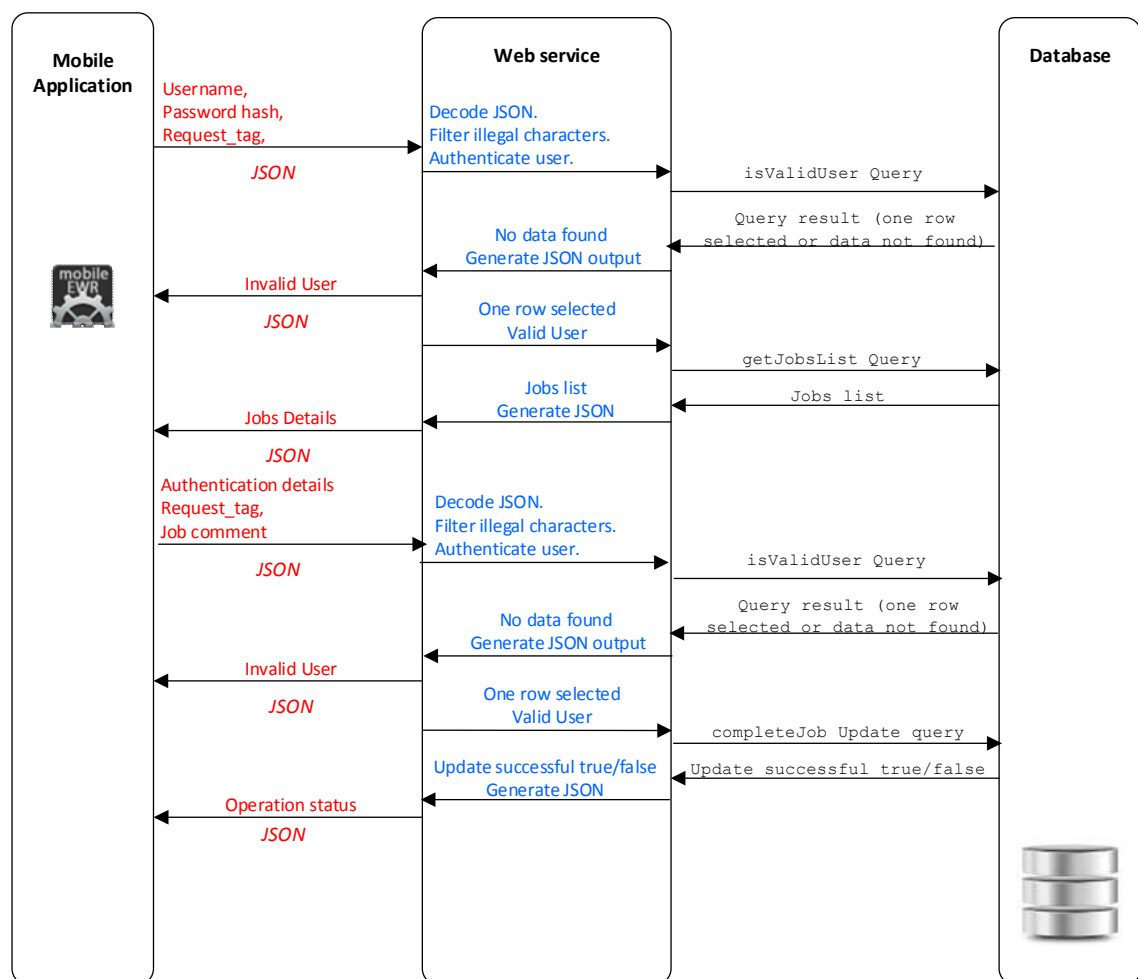 Mobile
Application
Web service
Database
Username,
Password hash,
Request_tag,
JSON
Decode JSON.
Filter illegal characters.
Authenticate user.
isValidUser Query
Query result (one row
selected or data not found)
No data found
Generate JSON output
mobile
EWR
Invalid User
JSON
One row selected
Valid User
getJobsList Query
Jobs list
Jobs list
Generate JSON
Jobs Details
JSON
Authentication details
Request_tag,
Job comment
JSON
Decode JSON.
Filter illegal characters.
Authenticate user.
isValidUser Query
Query result (one row
selected or data not found)
No data found
Generate JSON output
Invalid User
JSON
One row selected
Valid User
completeJob Update query
Update successful true/false
Update successful true/false
Generate JSON
Operation status
JSON